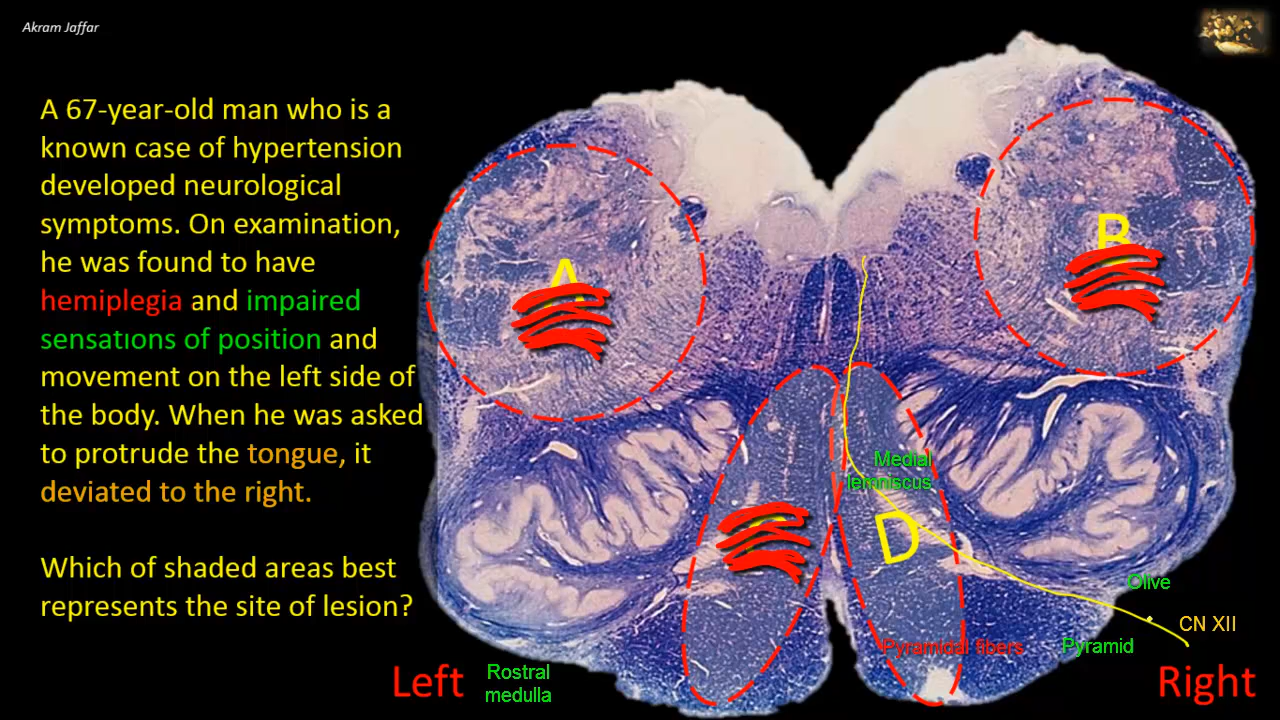 Akram Jaffar
A 67-year-old man who is a
known case of hypertension
developed neurological
symptoms. On examination,
he was found to have
hemiplegia and impaired
sensations of position and
movement on the left side of
the body. When he was asked
to protrude the tongue, it
deviated to the right.
Which of shaded areas best
represents the site of lesion?
A
B
Medial
lemniscus
D
Olive
CN XII
Pyramidal fibers
Pyramid
Left
Rostral
medulla
Right